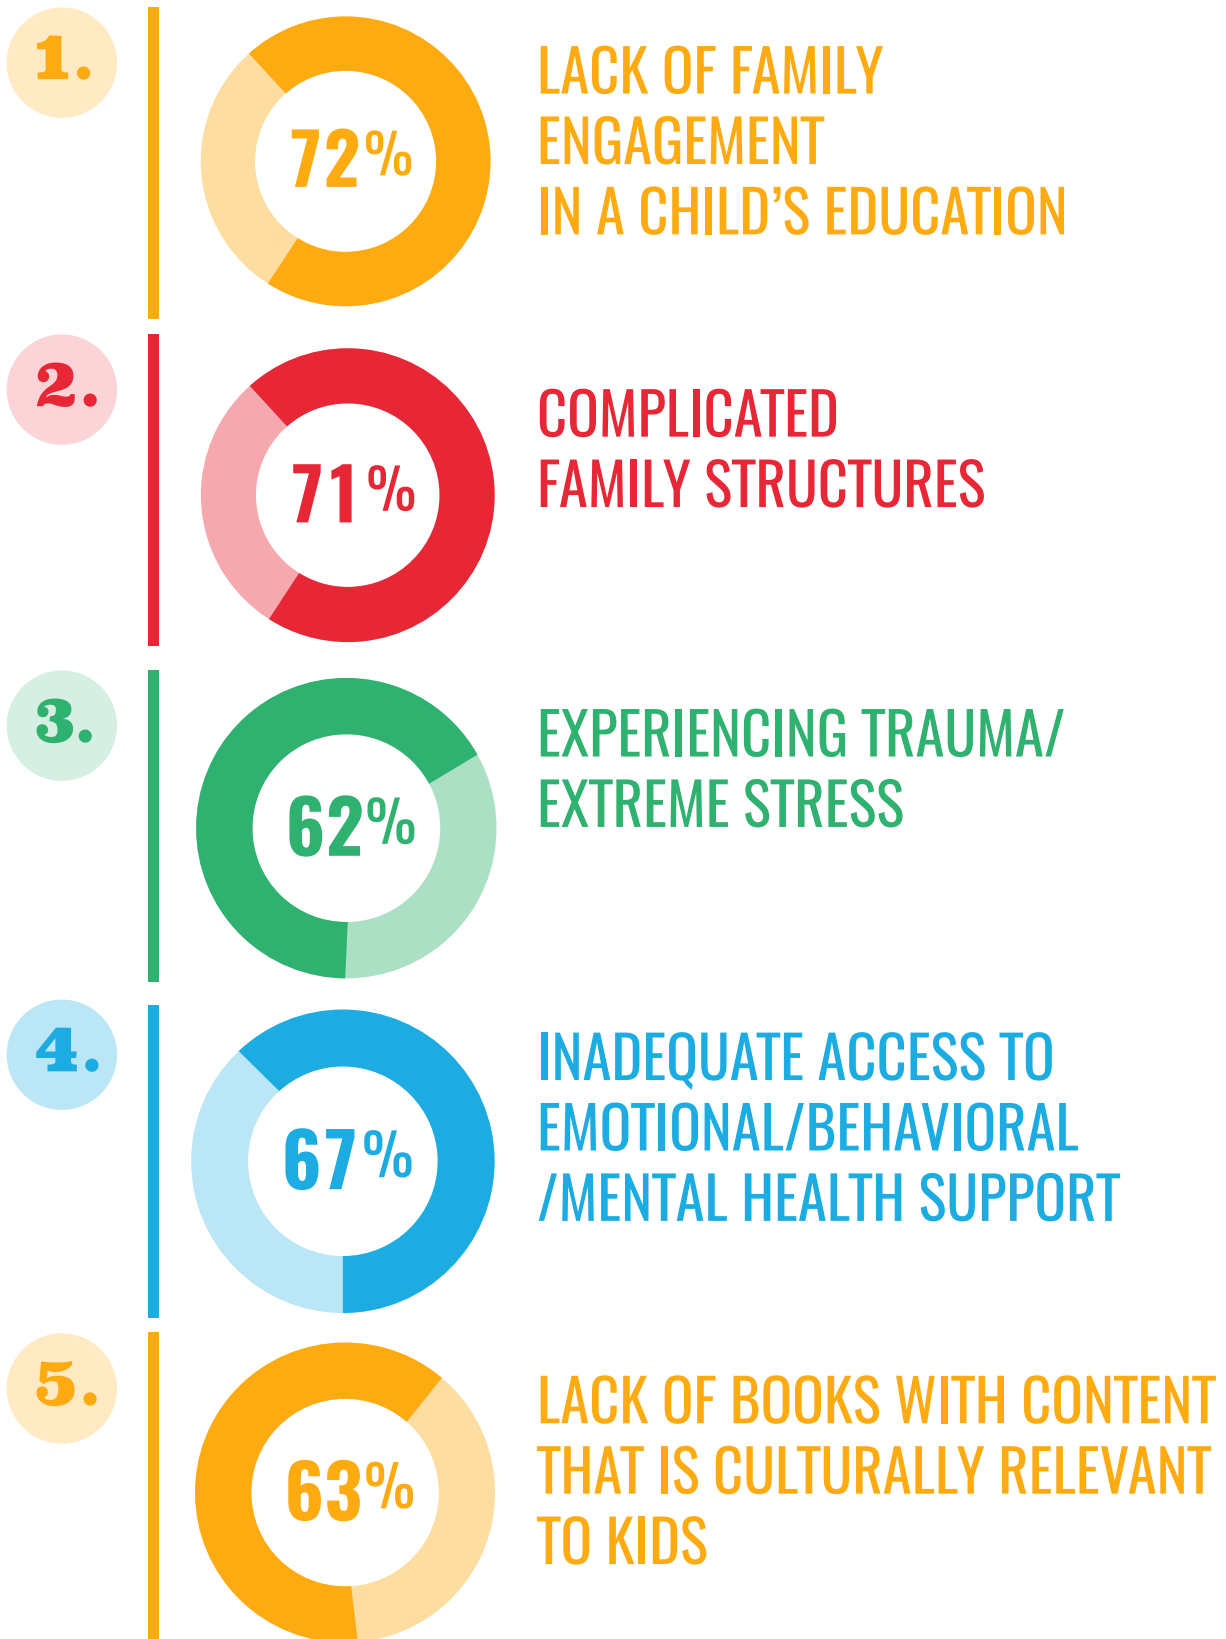 1.
72%
LACK OF FAMILY
ENGAGEMENT
IN A CHILD’S EDUCATION
2.
71%
COMPLICATED
FAMILY STRUCTURES
3.
62%
EXPERIENCING TRAUMA/
EXTREME STRESS
4.
67%
INADEQUATE ACCESS TO
EMOTIONAL/BEHAVIORAL
/MENTAL HEALTH SUPPORT
5.
63%
LACK OF BOOKS WITH CONTENT
THAT IS CULTURALLY RELEVANT
TO KIDS